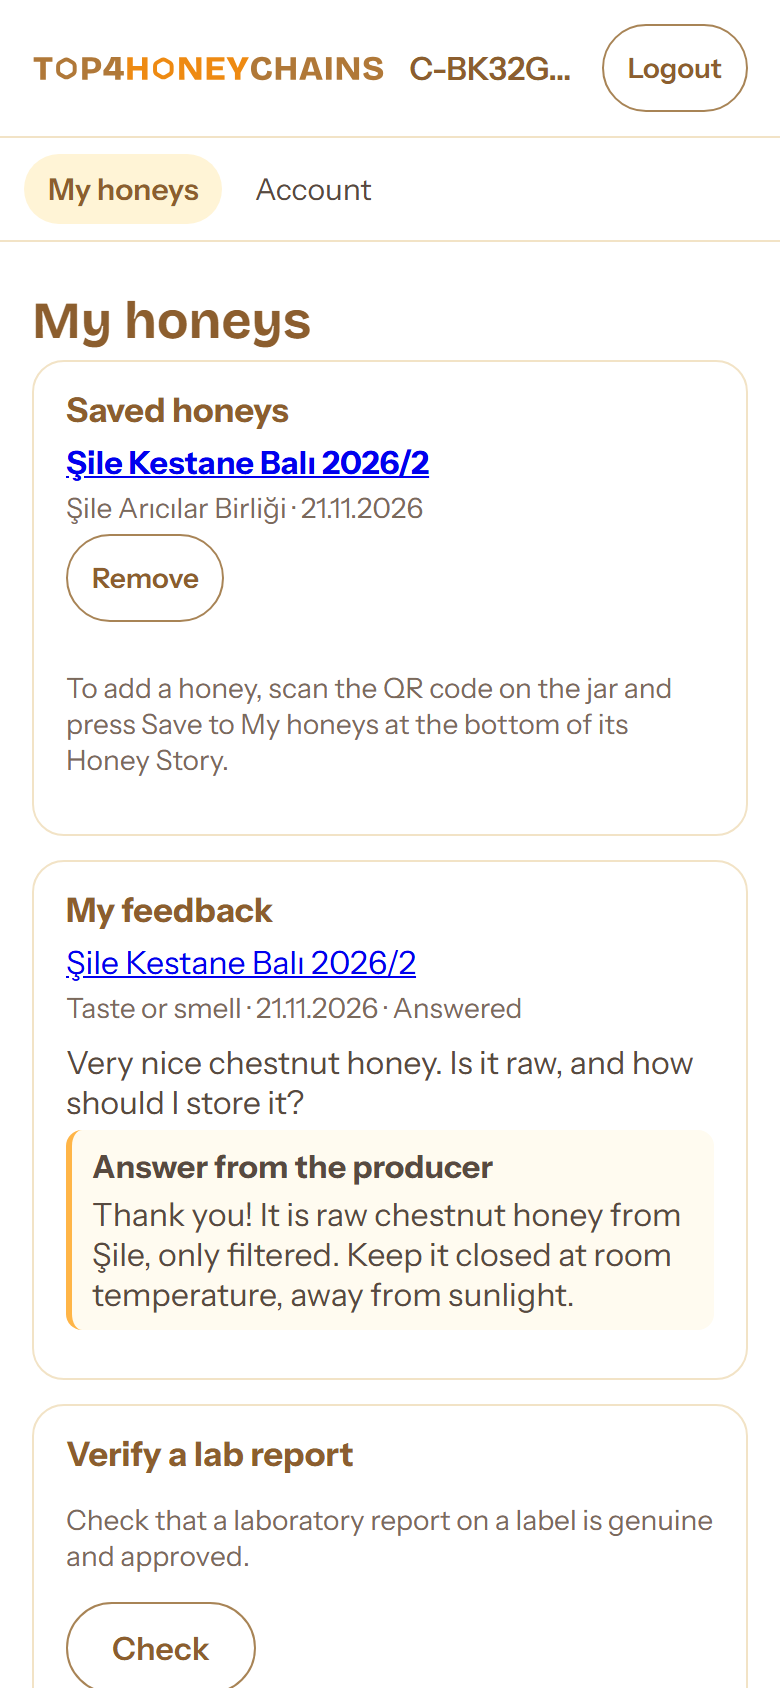 TOP4HONEYCHAINS C-BK32G... Logout
My honeys Account
My honeys
Saved honeys
Şile Kestane Balı 2026/2
Şile Arıcılar Birliği · 21.11.2026
Remove
To add a honey, scan the QR code on the jar and
press Save to My honeys at the bottom of its
Honey Story.
My feedback
Şile Kestane Balı 2026/2
Taste or smell · 21.11.2026 · Answered
Very nice chestnut honey. Is it raw, and how
should I store it?
Answer from the producer
Thank you! It is raw chestnut honey from
Şile, only filtered. Keep it closed at room
temperature, away from sunlight.
Verify a lab report
Check that a laboratory report on a label is genuine
and approved.
Check